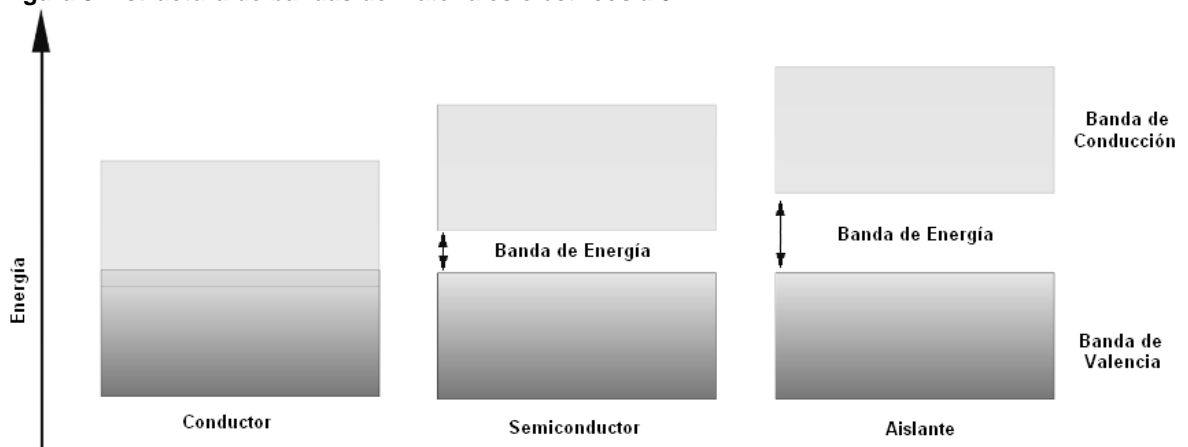 Banda de
Conducción
Banda de Energía
Banda de Energía
Energía
Banda de
Valencia
Conductor
Semiconductor
Aislante